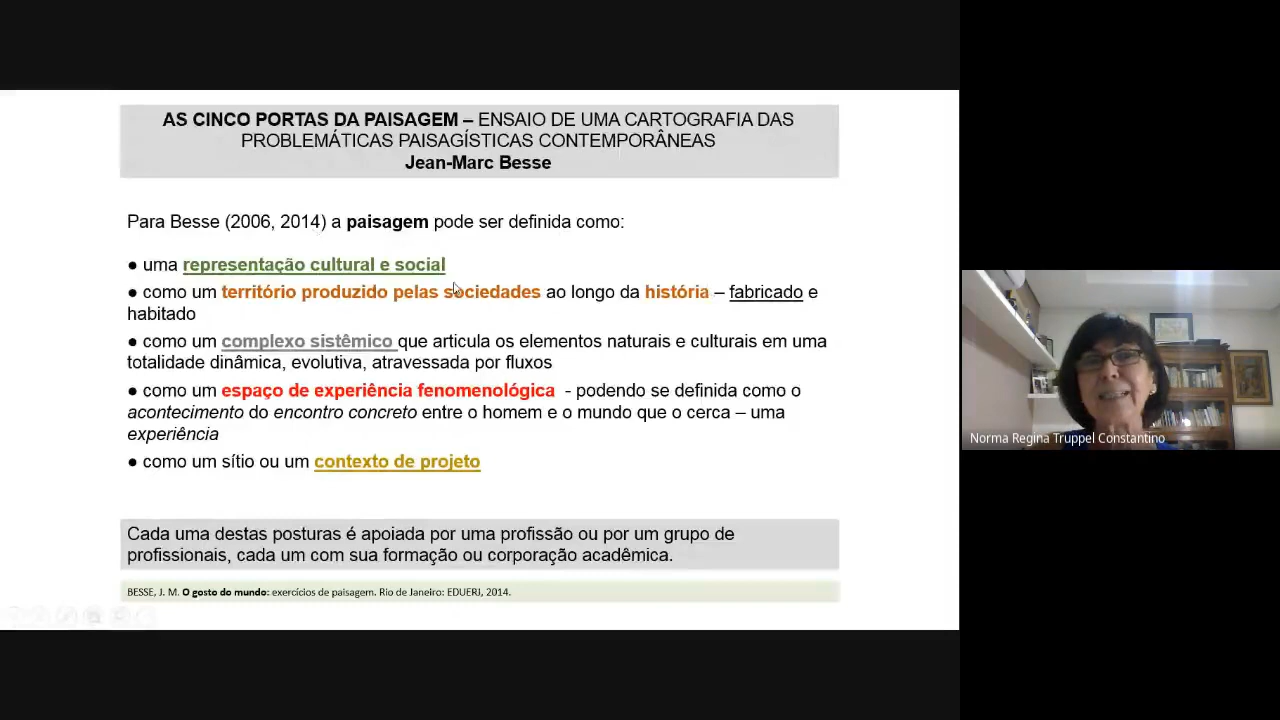 AS CINCO PORTAS DA PAISAGEM – ENSAIO DE UMA CARTOGRAFIA DAS
PROBLEMÁTICAS PAISAGÍSTICAS CONTEMPORÂNEAS
Jean-Marc Besse
Para Besse (2006, 2014) a paisagem pode ser definida como:
● uma representação cultural e social
● como um território produzido pelas sociedades ao longo da história – fabricado e
habitado
● como um complexo sistêmico que articula os elementos naturais e culturais em uma
totalidade dinâmica, evolutiva, atravessada por fluxos
● como um espaço de experiência fenomenológica - podendo se definida como o
acontecimento do encontro concreto entre o homem e o mundo que o cerca – uma
experiência
● como um sítio ou um contexto de projeto
Cada uma destas posturas é apoiada por uma profissão ou por um grupo de
profissionais, cada um com sua formação ou corporação acadêmica.
BESSE, J. M. O gosto do mundo: exercícios de paisagem. Rio de Janeiro: EDUERJ, 2014.
Norma Regina Truppel Constantino